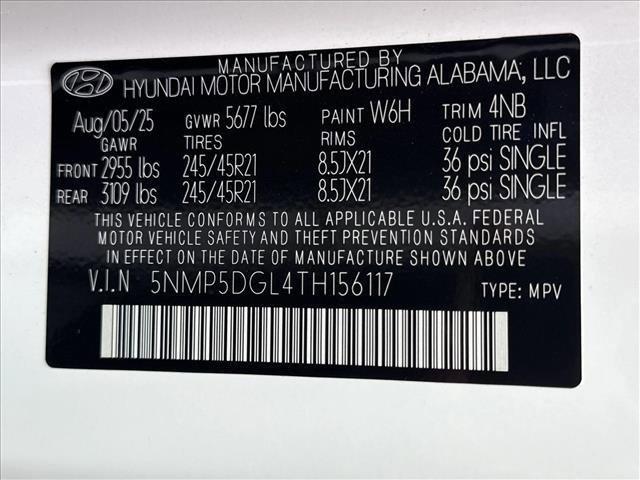 MANUFACTURED BY
HYUNDAI MOTOR MANUFACTURING ALABAMA, LLC
Aug/05/25 GVWR 5677 lbs PAINT W6H TRIM 4NB
GAWR TIRES RIMS COLD TIRE INFL
FRONT 2955 lbs 245/45R21 8.5JX21 36 psi SINGLE
REAR 3109 lbs 245/45R21 8.5JX21 36 psi SINGLE
THIS VEHICLE CONFORMS TO ALL APPLICABLE U.S.A. FEDERAL
MOTOR VEHICLE SAFETY AND THEFT PREVENTION STANDARDS
IN EFFECT ON THE DATE OF MANUFACTURE SHOWN ABOVE.
V.I.N 5NMP5DGL4TH156117 TYPE: MPV